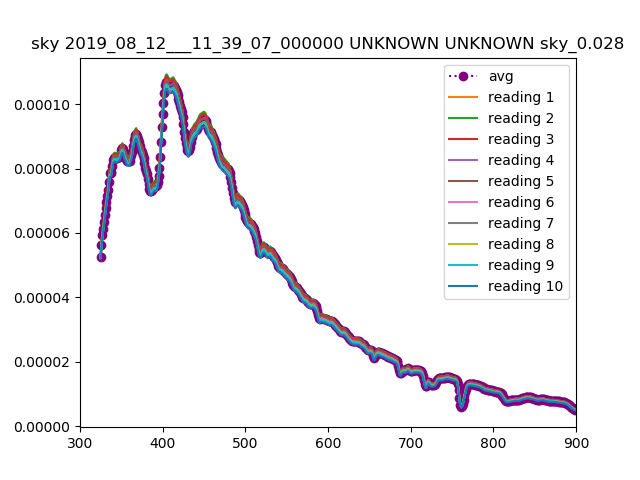 sky 2019_08_12___11_39_07_000000 UNKNOWN UNKNOWN sky_0.028
avg
reading 1
reading 2
reading 3
reading 4
reading 5
reading 6
reading 7
reading 8
reading 9
reading 10
0.00010
0.00008
0.00006
0.00004
0.00002
0.00000
300 400 500 600 700 800 900